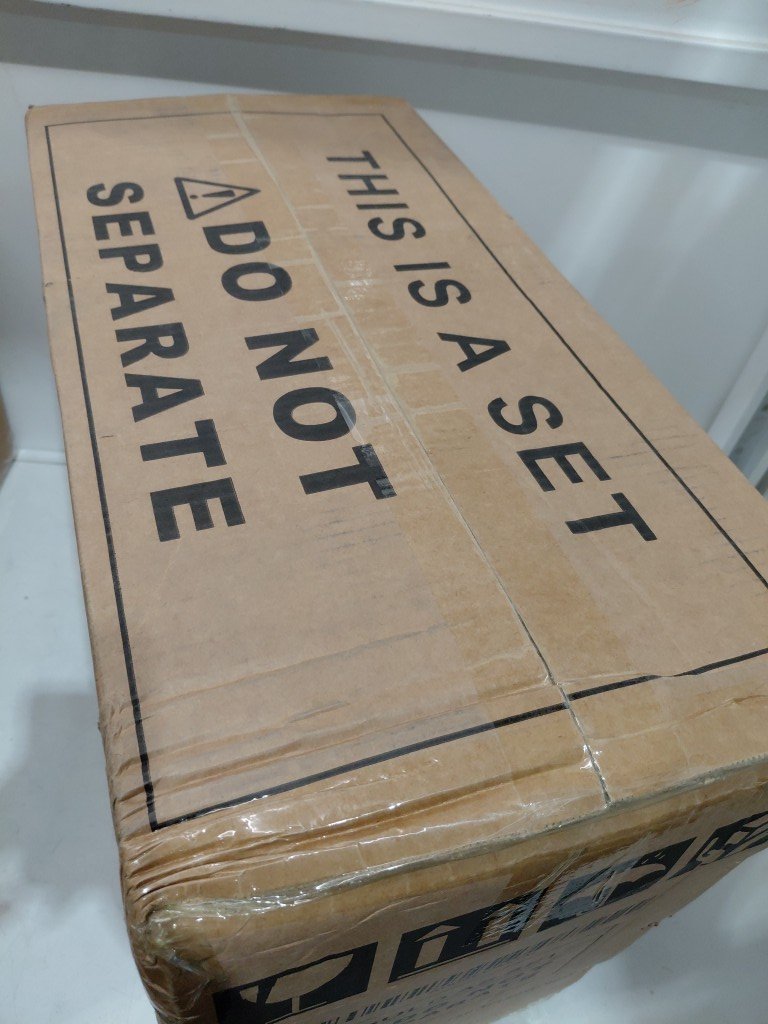 THIS IS A SET
DO NOT
SEPARATE